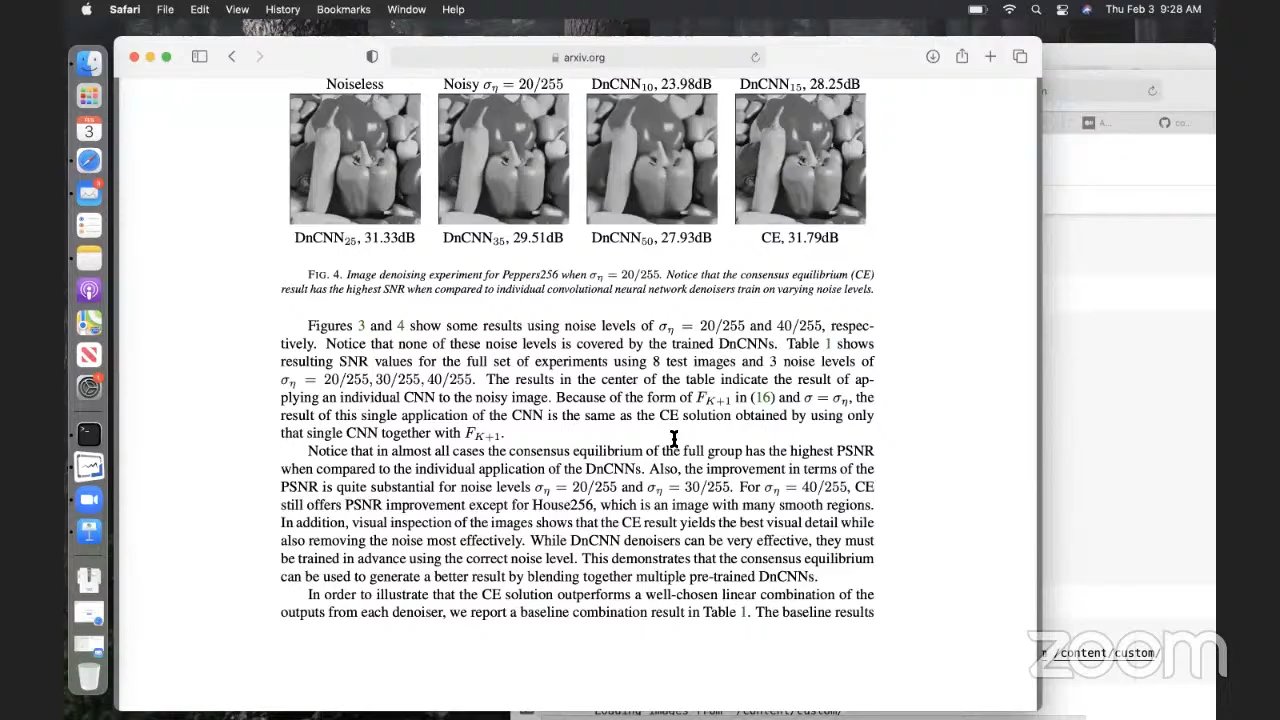 Safari File Edit View History Bookmarks Window Help Thu Feb 3 9:28 AM
arxiv.org
Noiseless Noisy σ_η = 20/255 DnCNN₁₀, 23.98dB DnCNN₁₅, 28.25dB
DnCNN₂₅, 31.33dB DnCNN₃₅, 29.51dB DnCNN₅₀, 27.93dB CE, 31.79dB
FIG. 4. Image denoising experiment for Peppers256 when σ_η = 20/255. Notice that the consensus equilibrium (CE)
result has the highest SNR when compared to individual convolutional neural network denoisers train on varying noise levels.
Figures 3 and 4 show some results using noise levels of σ_η = 20/255 and 40/255, respec-
tively. Notice that none of these noise levels is covered by the trained DnCNNs. Table 1 shows
resulting SNR values for the full set of experiments using 8 test images and 3 noise levels of
σ_η = 20/255, 30/255, 40/255. The results in the center of the table indicate the result of ap-
plying an individual CNN to the noisy image. Because of the form of F_{K+1} in (16) and σ = σ_η, the
result of this single application of the CNN is the same as the CE solution obtained by using only
that single CNN together with F_{K+1}.
Notice that in almost all cases the consensus equilibrium of the full group has the highest PSNR
when compared to the individual application of the DnCNNs. Also, the improvement in terms of the
PSNR is quite substantial for noise levels σ_η = 20/255 and σ_η = 30/255. For σ_η = 40/255, CE
still offers PSNR improvement except for House256, which is an image with many smooth regions.
In addition, visual inspection of the images shows that the CE result yields the best visual detail while
also removing the noise most effectively. While DnCNN denoisers can be very effective, they must
be trained in advance using the correct noise level. This demonstrates that the consensus equilibrium
can be used to generate a better result by blending together multiple pre-trained DnCNNs.
In order to illustrate that the CE solution outperforms a well-chosen linear combination of the
outputs from each denoiser, we report a baseline combination result in Table 1. The baseline results
A...
co...
3
/content/custom/
zoom